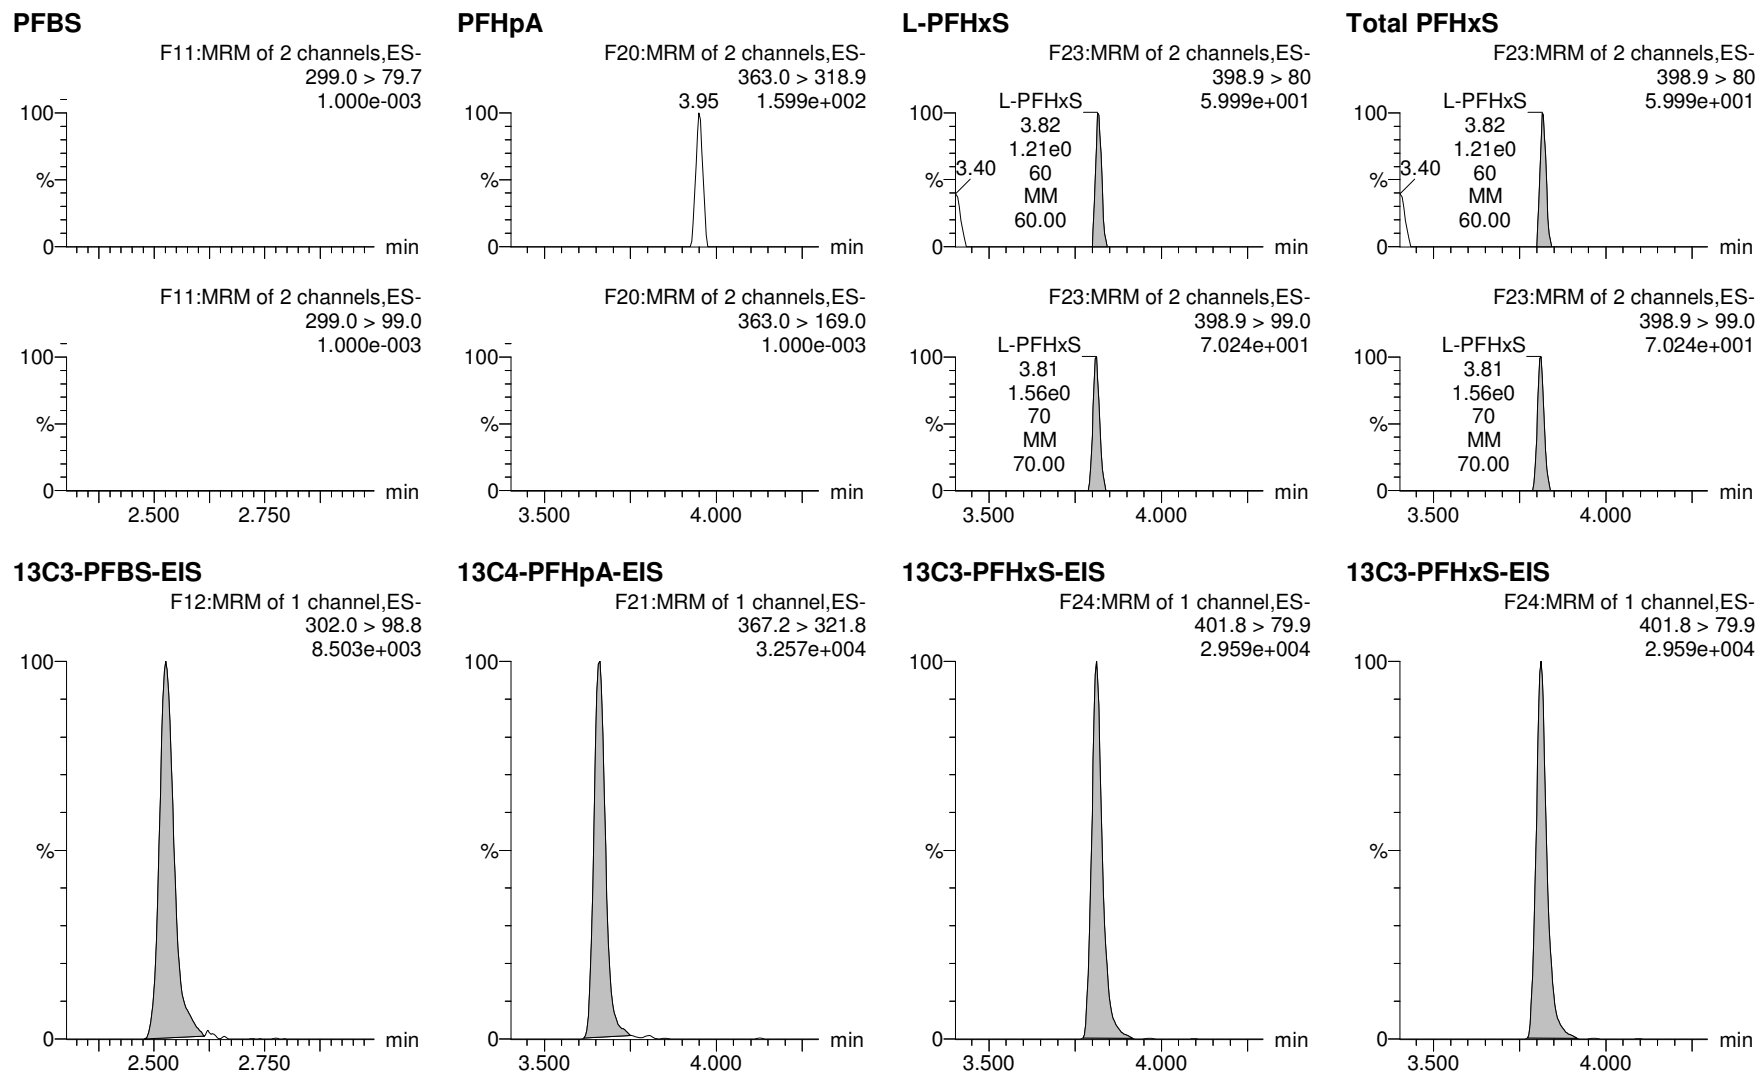 PFBS
F11:MRM of 2 channels,ES-
299.0 > 79.7
1.000e-003
100
%
0
min
F11:MRM of 2 channels,ES-
299.0 > 99.0
1.000e-003
100
%
0
min
2.500 2.750
PFHpA
F20:MRM of 2 channels,ES-
363.0 > 318.9
3.95 1.599e+002
100
%
0
min
F20:MRM of 2 channels,ES-
363.0 > 169.0
1.000e-003
100
%
0
min
3.500 4.000
L-PFHxS
F23:MRM of 2 channels,ES-
398.9 > 80
5.999e+001
L-PFHxS
3.82
1.21e0
60
MM
60.00
3.40
100
%
0
min
F23:MRM of 2 channels,ES-
398.9 > 99.0
7.024e+001
L-PFHxS
3.81
1.56e0
70
MM
70.00
100
%
0
min
3.500 4.000
Total PFHxS
F23:MRM of 2 channels,ES-
398.9 > 80
5.999e+001
L-PFHxS
3.82
1.21e0
60
MM
60.00
3.40
100
%
0
min
F23:MRM of 2 channels,ES-
398.9 > 99.0
7.024e+001
L-PFHxS
3.81
1.56e0
70
MM
70.00
100
%
0
min
3.500 4.000
13C3-PFBS-EIS
F12:MRM of 1 channel,ES-
302.0 > 98.8
8.503e+003
100
%
0
min
2.500 2.750
13C4-PFHpA-EIS
F21:MRM of 1 channel,ES-
367.2 > 321.8
3.257e+004
100
%
0
min
3.500 4.000
13C3-PFHxS-EIS
F24:MRM of 1 channel,ES-
401.8 > 79.9
2.959e+004
100
%
0
min
3.500 4.000
13C3-PFHxS-EIS
F24:MRM of 1 channel,ES-
401.8 > 79.9
2.959e+004
100
%
0
min
3.500 4.000